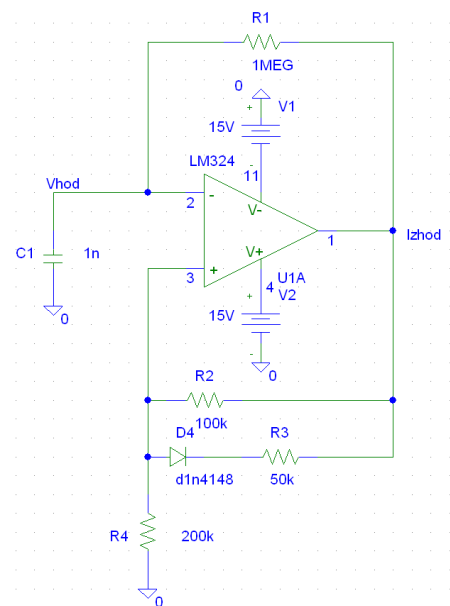 R1
1MEG
0
+
V1
15V
-
LM324
11
Vhod
2
-
V-
C1
1n
1
Izhod
V+
3
+
U1A
4
V2
0
+
15V
-
0
R2
100k
D4
R3
d1n4148
50k
R4
200k
0